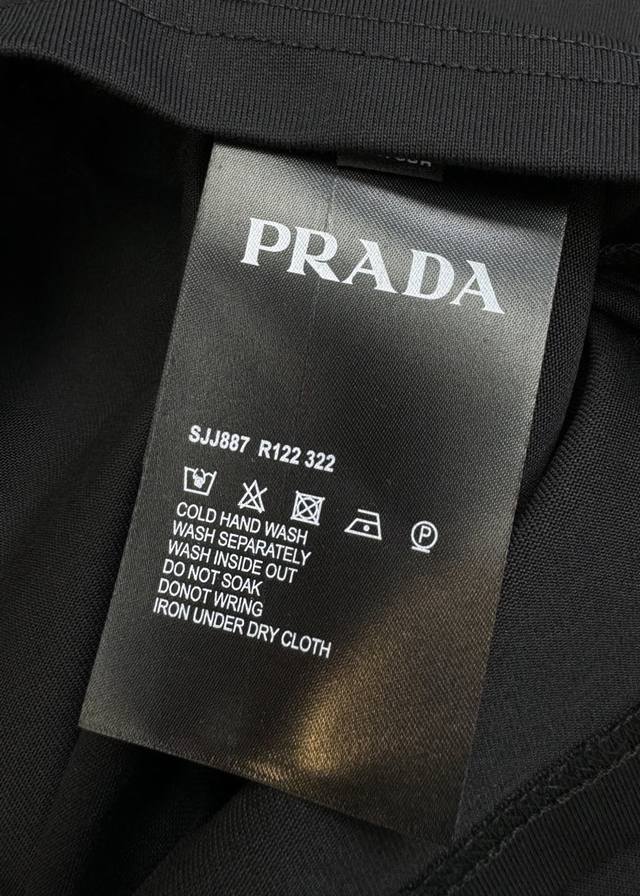 PRADA
SJJ887 R122 322
P
COLD HAND WASH
WASH SEPARATELY
WASH INSIDE OUT
DO NOT SOAK
DONOT WRING
IRON UNDER DRY CLOTH